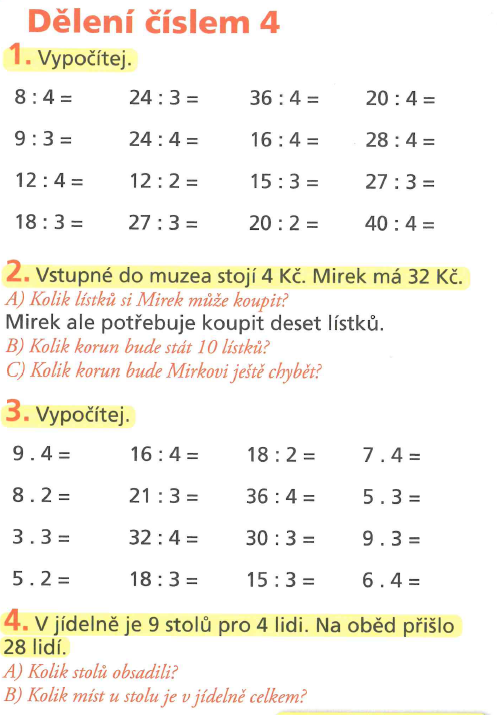 Dělení číslem 4
1. Vypočítej.
8 : 4 = 24 : 3 = 36 : 4 = 20 : 4 =
9 : 3 = 24 : 4 = 16 : 4 = 28 : 4 =
12 : 4 = 12 : 2 = 15 : 3 = 27 : 3 =
18 : 3 = 27 : 3 = 20 : 2 = 40 : 4 =
2. Vstupné do muzea stojí 4 Kč. Mirek má 32 Kč.
A) Kolik lístků si Mirek může koupit?
Mirek ale potřebuje koupit deset lístků.
B) Kolik korun bude stát 10 lístků?
C) Kolik korun bude Mirkovi ještě chybět?
3. Vypočítej.
9 . 4 = 16 : 4 = 18 : 2 = 7 . 4 =
8 . 2 = 21 : 3 = 36 : 4 = 5 . 3 =
3 . 3 = 32 : 4 = 30 : 3 = 9 . 3 =
5 . 2 = 18 : 3 = 15 : 3 = 6 . 4 =
4. V jídelně je 9 stolů pro 4 lidi. Na oběd přišlo
28 lidí.
A) Kolik stolů obsadili?
B) Kolik míst u stolu je v jídelně celkem?